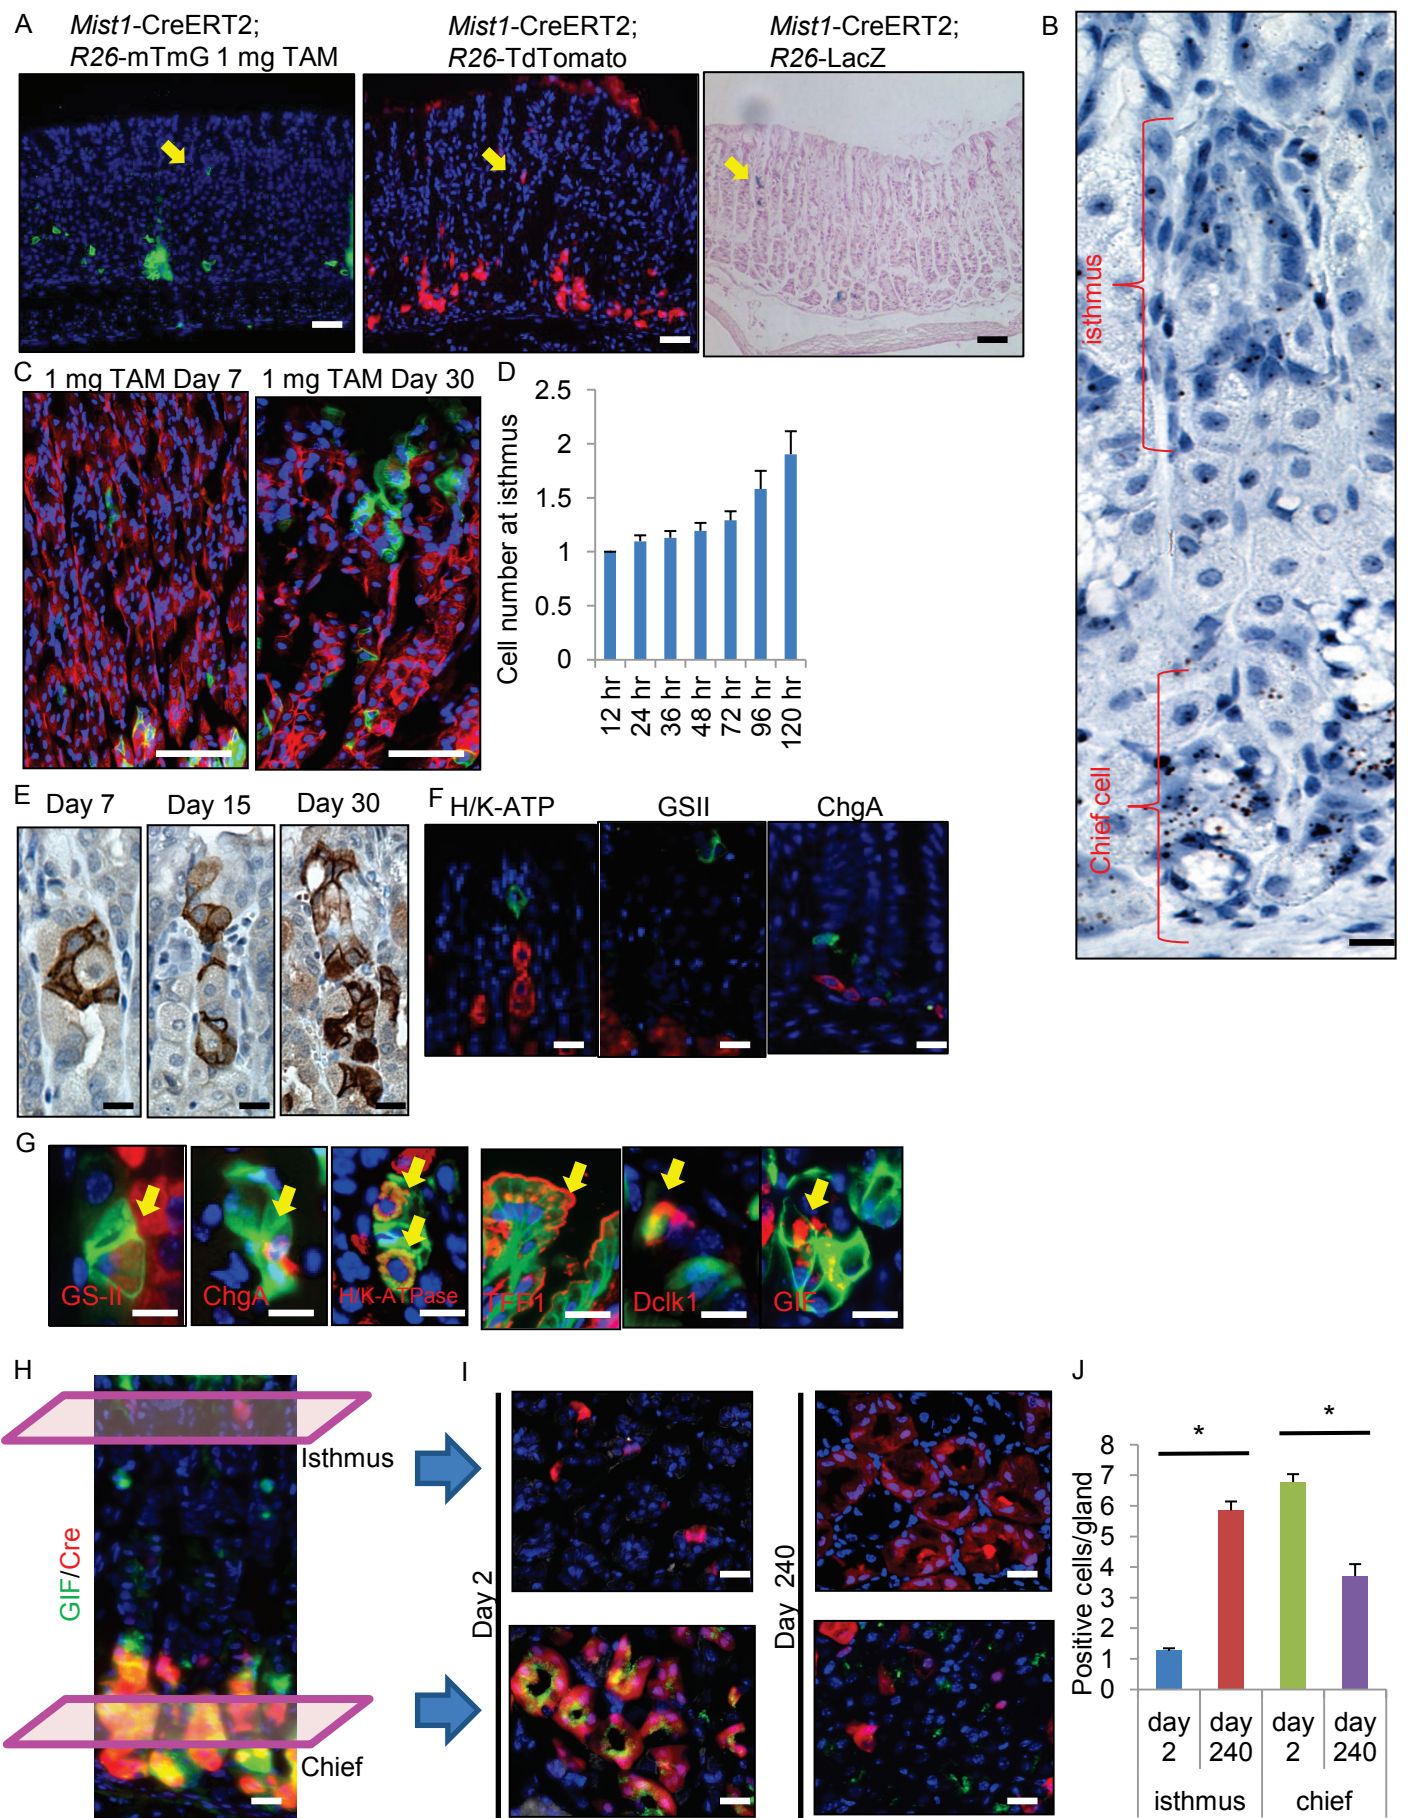 A
Mist1-CreERT2;
R26-mTmG 1 mg TAM
Mist1-CreERT2;
R26-TdTomato
Mist1-CreERT2;
R26-LacZ
B
isthmus
Chief cell
C
1 mg TAM Day 7
1 mg TAM Day 30
D
Cell number at isthmus
2.5
2
1.5
1
0.5
0
12 hr
24 hr
36 hr
48 hr
72 hr
96 hr
120 hr
E
Day 7
Day 15
Day 30
F
H/K-ATP
GSII
ChgA
G
GS-II
ChgA
H/K-ATPase
TFF1
Dclk1
GIF
H
GIF/Cre
Isthmus
Chief
I
Day 2
Day 240
J
Positive cells/gland
8
7
6
5
4
3
2
1
0
*
*
day 2
day 240
day 2
day 240
isthmus
chief